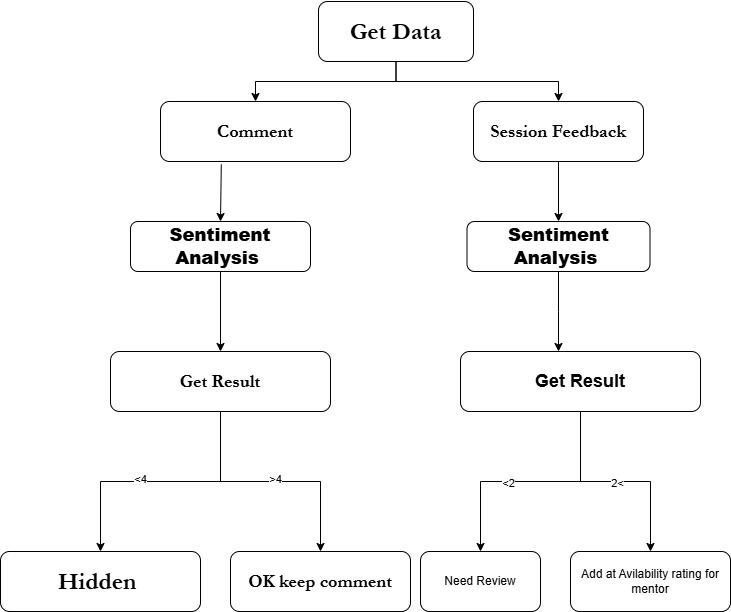 Get Data
Comment
Session Feedback
Sentiment
Analysis
Sentiment
Analysis
Get Result
Get Result
<4
>4
<2
2<
Hidden
OK keep comment
Need Review
Add at Avilability rating for
mentor